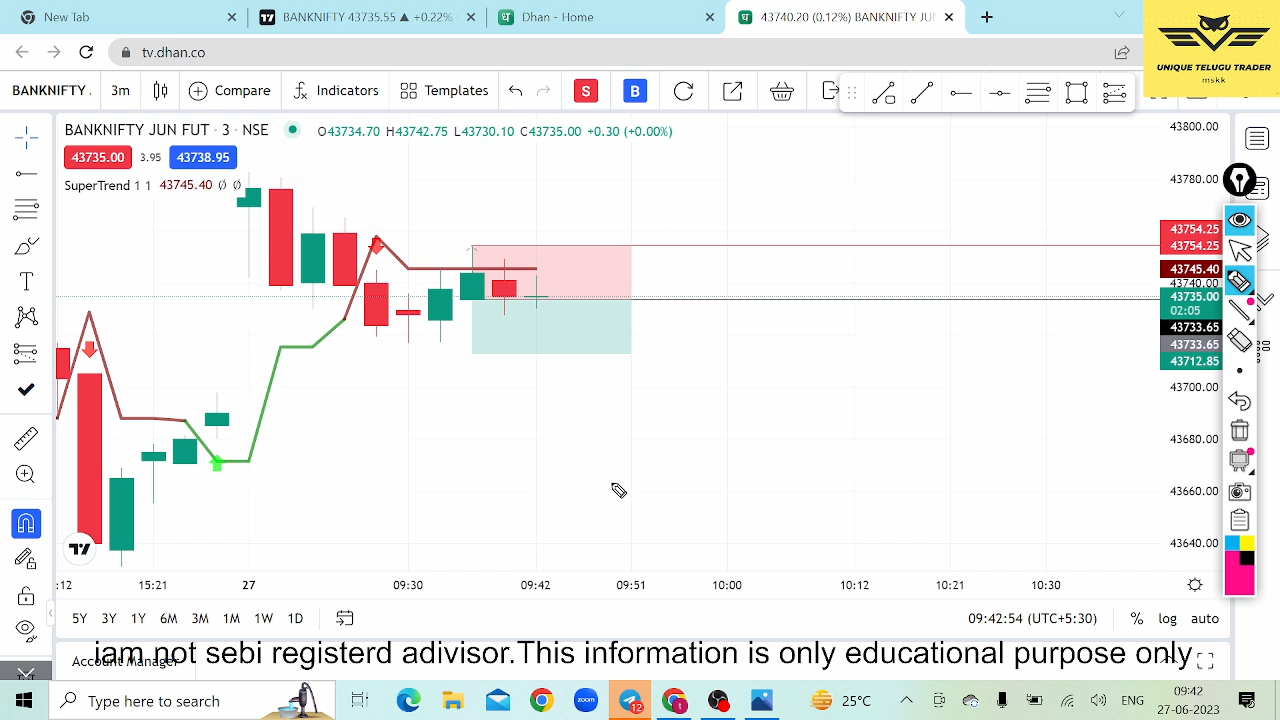 New Tab
BANKNIFTY 43755.55 ▲ +0.22%
Dhan - Home
43740.20 (0.12%) BANKNIFTY JUI
tv.dhan.co
UNIQUE TELUGU TRADER
mskk
BANKNIFTY .
3m
Compare
Indicators
Templates
S
B
BANKNIFTY JUN FUT · 3 · NSE
O43734.70 H43742.75 L43730.10 C43735.00 +0.30 (+0.00%)
43735.00 3.95 43738.95
SuperTrend 1 1 43745.40 Ø Ø
43800.00
43780.00
43754.25
43754.25
43745.40
43740.00
43735.00
02:05
43733.65
43733.65
43712.85
43700.00
43680.00
43660.00
43640.00
:12 15:21 27 09:30 09:42 09:51 10:00 10:12 10:21 10:30
5Y 3Y 1Y 6M 3M 1M 1W 1D
09:42:54 (UTC+5:30) % log auto
iam not sebi registerd advisor.This information is only educational purpose only
Account Manager
Type here to search
zoom
12
t
25°C
ENG
09:42
27-06-2023